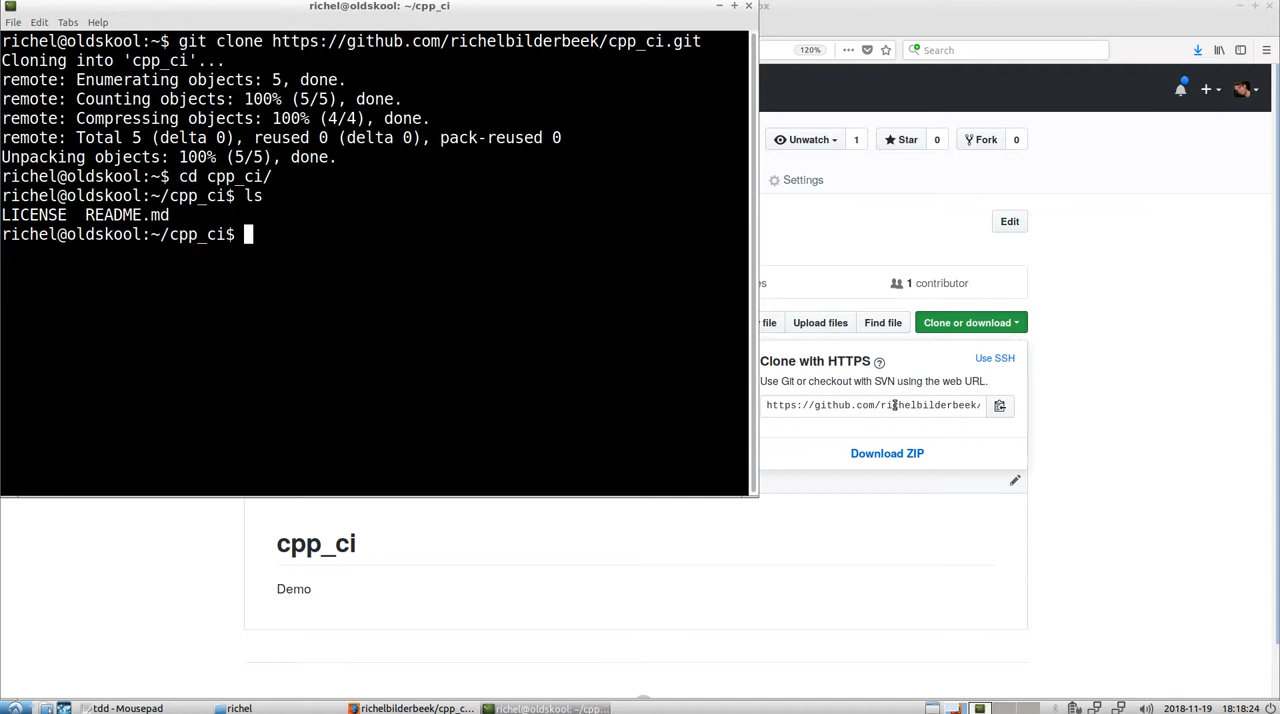 richel@oldskool: ~/cpp_ci
File Edit Tabs Help
richel@oldskool:~$ git clone https://github.com/richelbilderbeek/cpp_ci.git
Cloning into 'cpp_ci'...
remote: Enumerating objects: 5, done.
remote: Counting objects: 100% (5/5), done.
remote: Compressing objects: 100% (4/4), done.
remote: Total 5 (delta 0), reused 0 (delta 0), pack-reused 0
Unpacking objects: 100% (5/5), done.
richel@oldskool:~$ cd cpp_ci/
richel@oldskool:~/cpp_ci$ ls
LICENSE README.md
richel@oldskool:~/cpp_ci$
120% Search
Unwatch 1 Star 0 Fork 0
Settings
Edit
1 contributor
file Upload files Find file Clone or download
Clone with HTTPS ? Use SSH
Use Git or checkout with SVN using the web URL.
https://github.com/richelbilderbeek/
Download ZIP
cpp_ci
Demo
tdd - Mousepad richel richelbilderbeek/cpp_c... richel@oldskool: ~/cpp... 2018-11-19 18:18:24